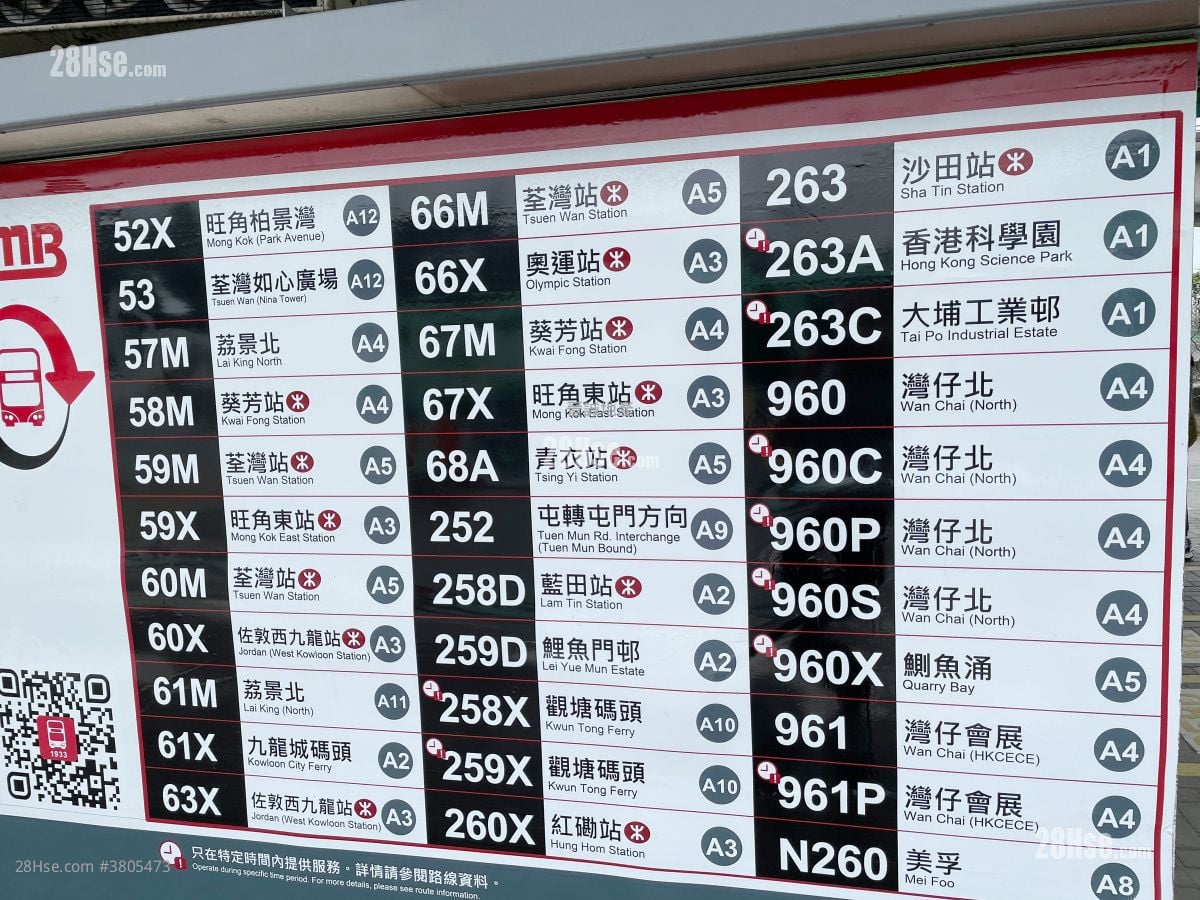 28Hse.com
MB
52X 旺角柏景灣 A12
Mong Kok (Park Avenue)
53 荃灣如心廣場 A12
Tsuen Wan (Nina Tower)
57M 荔景北 A4
Lai King North
58M 葵芳站 A4
Kwai Fong Station
59M 荃灣站 A5
Tsuen Wan Station
59X 旺角東站 A3
Mong Kok East Station
60M 荃灣站 A5
Tsuen Wan Station
60X 佐敦西九龍站 A3
Jordan (West Kowloon Station)
61M 荔景北 A11
Lai King (North)
61X 九龍城碼頭 A2
Kowloon City Ferry
63X 佐敦西九龍站 A3
Jordan (West Kowloon Station)
66M 荃灣站 A5
Tsuen Wan Station
66X 奧運站 A3
Olympic Station
67M 葵芳站 A4
Kwai Fong Station
67X 旺角東站 A3
Mong Kok East Station
68A 青衣站 A5
Tsing Yi Station
252 屯轉屯門方向 A9
Tuen Mun Rd. Interchange
(Tuen Mun Bound)
258D 藍田站 A2
Lam Tin Station
259D 鯉魚門邨 A2
Lei Yue Mun Estate
258X 觀塘碼頭 A10
Kwun Tong Ferry
259X 觀塘碼頭 A10
Kwun Tong Ferry
260X 紅磡站 A3
Hung Hom Station
263 沙田站 A1
Sha Tin Station
263A 香港科學園 A1
Hong Kong Science Park
263C 大埔工業邨 A1
Tai Po Industrial Estate
960 灣仔北 A4
Wan Chai (North)
960C 灣仔北 A4
Wan Chai (North)
960P 灣仔北 A4
Wan Chai (North)
960S 灣仔北 A4
Wan Chai (North)
960X 鰂魚涌 A5
Quarry Bay
961 灣仔會展 A4
Wan Chai (HKCECE)
961P 灣仔會展 A4
Wan Chai (HKCECE)
N260 美孚 A8
Mei Foo
1933
只在特定時間內提供服務。詳情請參閱路線資料。
Operate during specific time period. For more details, please see route information.
28Hse.com #3805473
28Hse.com
28Hse.com